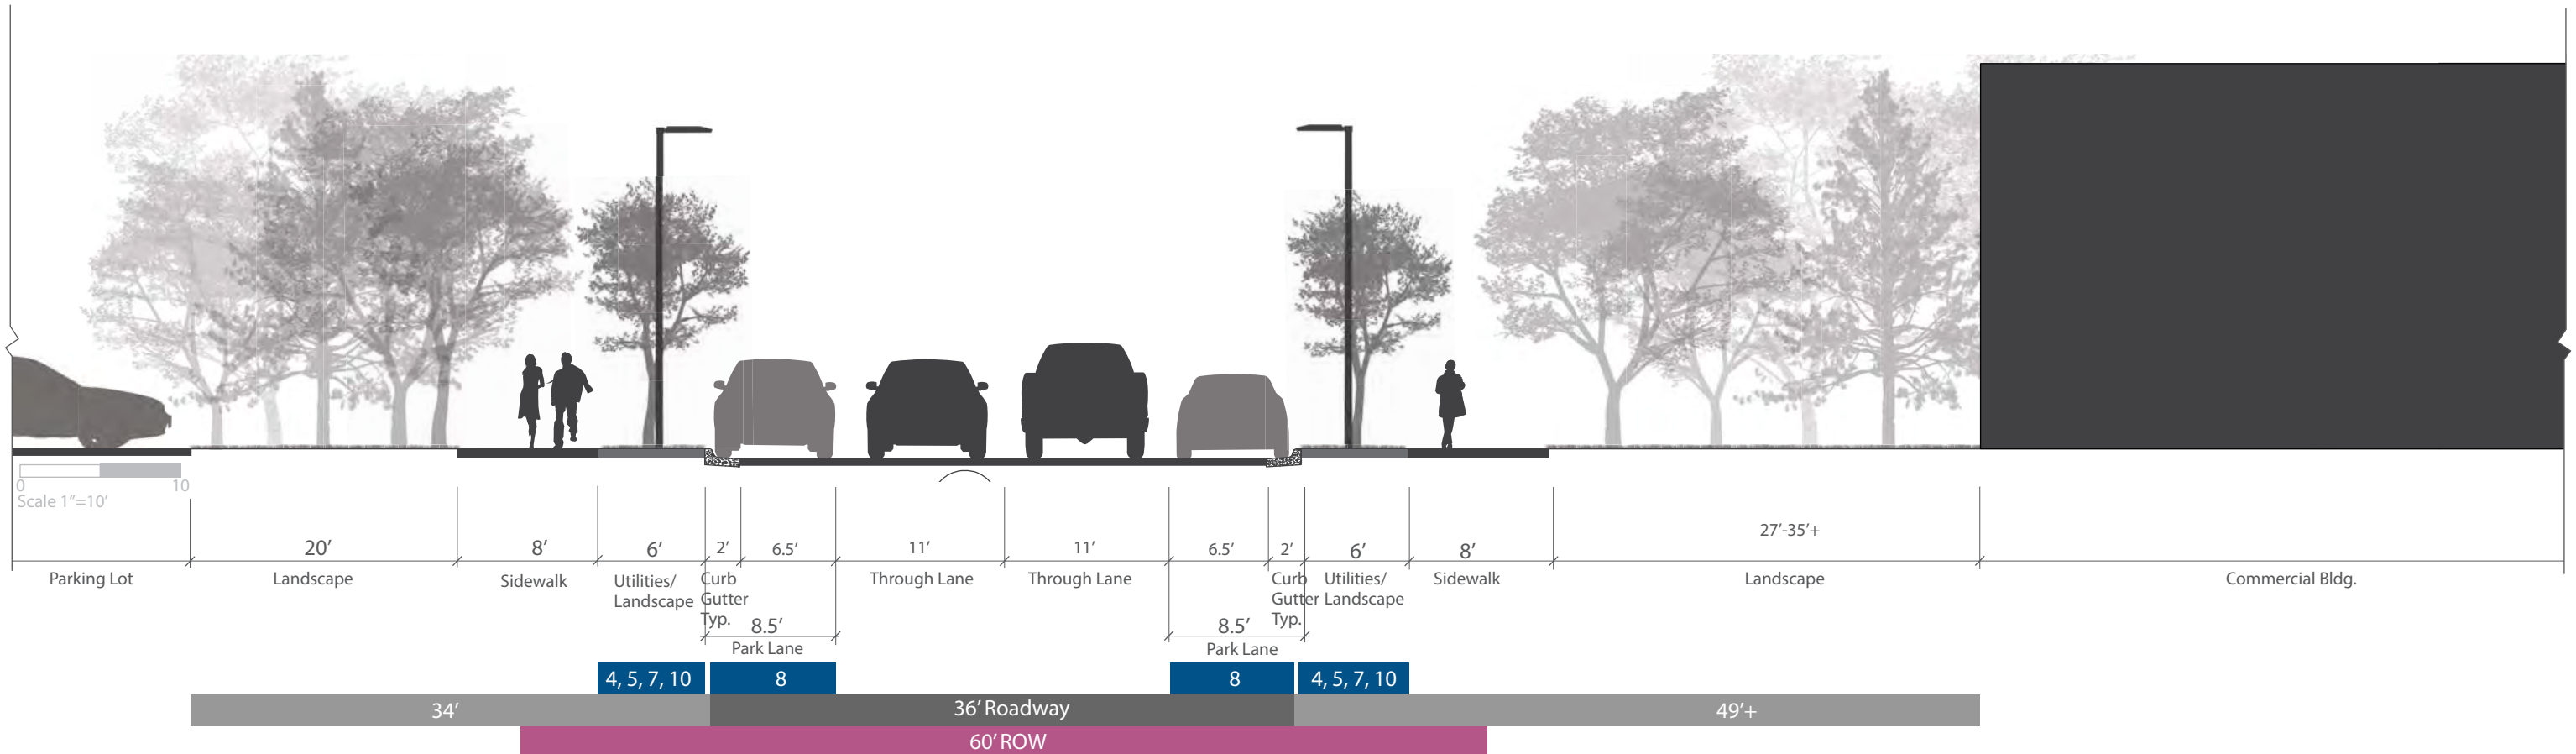 0 10
Scale 1”=10’
27’-35’+
20’ 8’ 6’ 2’ 6.5’ 11’ 11’ 6.5’ 2’ 6’ 8’
Parking Lot
Landscape
Sidewalk
Utilities/
Landscape
Curb
Gutter
Typ.
Through Lane
Through Lane
Curb
Gutter
Typ.
Utilities/
Landscape
Sidewalk
Landscape
Commercial Bldg.
8.5’
Park Lane
8.5’
Park Lane
4, 5, 7, 10
8
8
4, 5, 7, 10
34’
36’ Roadway
49’+
60’ ROW